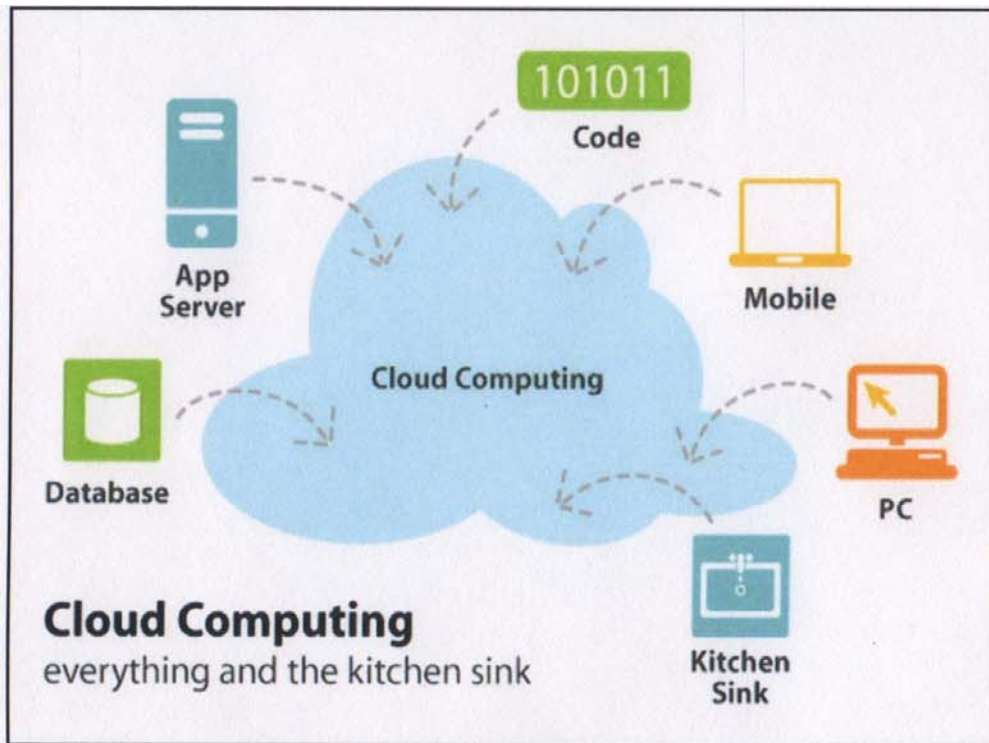 101011
Code
App
Server
Mobile
Cloud Computing
Database
PC
Kitchen
Sink
Cloud Computing
everything and the kitchen sink